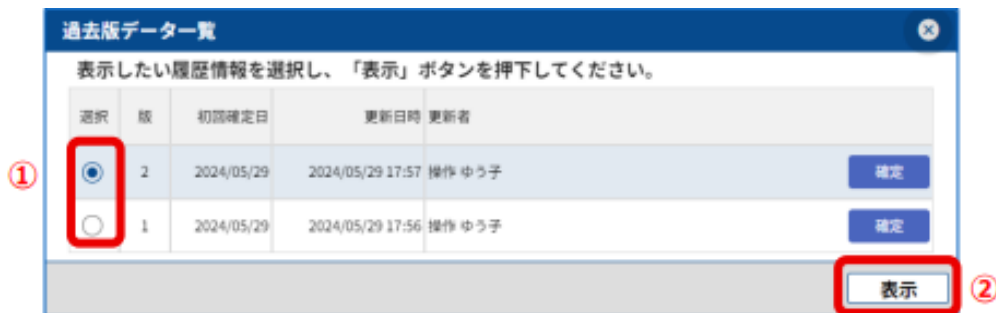 過去版データ一覧
表示したい履歴情報を選択し、「表示」ボタンを押下してください。
選択 版 初回確定日 更新日時 更新者
① 2 2024/05/29 2024/05/29 17:57 操作 ゆう子 確定
1 2024/05/29 2024/05/29 17:56 操作 ゆう子 確定
表示 ②